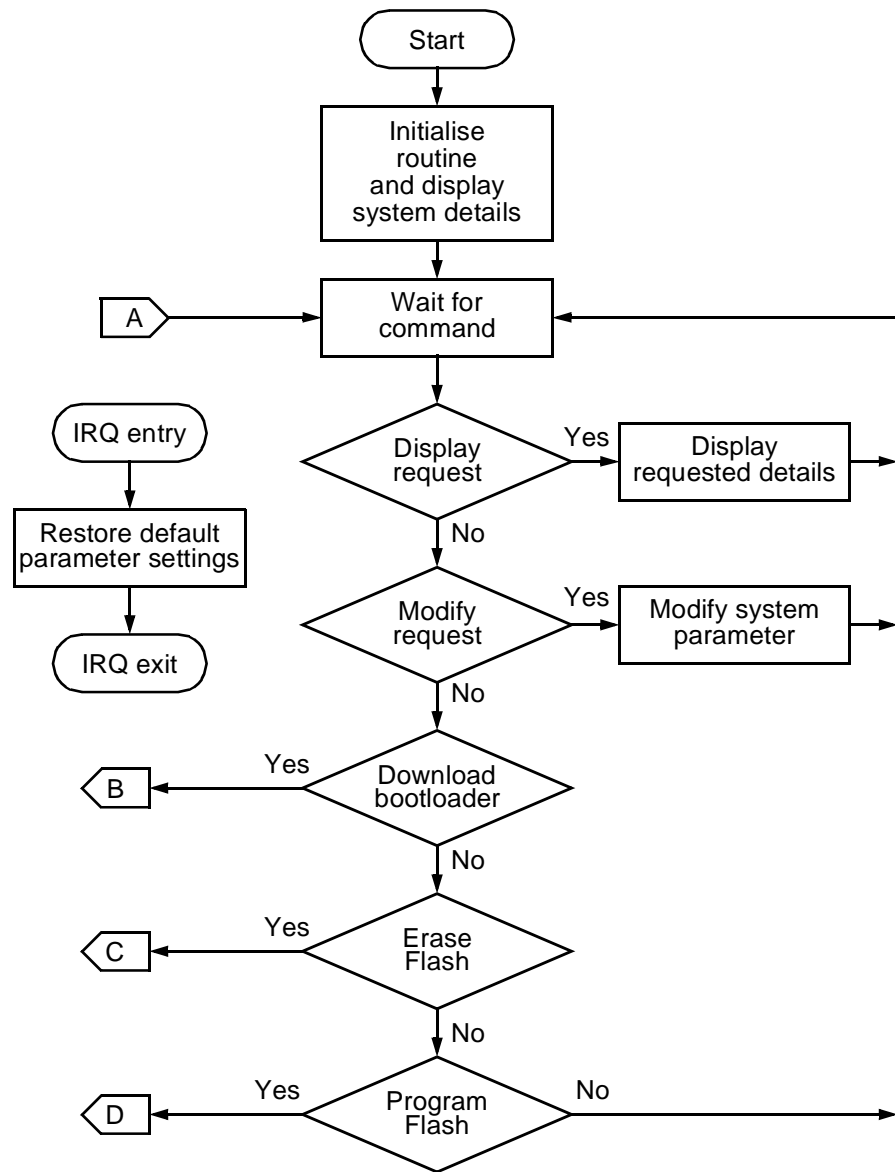 Start
Initialise
routine
and display
system details
A
Wait for
command
IRQ entry
Display
request
Yes
Display
requested details
No
Restore default
parameter settings
Modify
request
Yes
Modify system
parameter
IRQ exit
No
B
Yes
Download
bootloader
No
C
Yes
Erase
Flash
No
D
Yes
Program
Flash
No